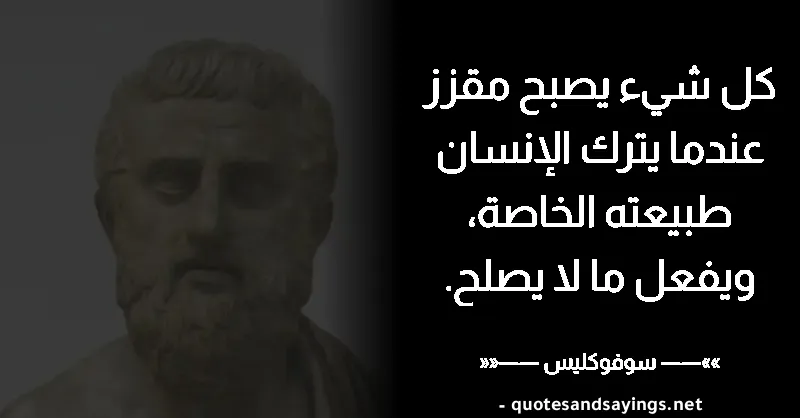 كل شيء يصبح مقزز
عندما يترك الإنسان
طبيعته الخاصة،
ويفعل ما لا يصلح.
»»—— سوفوكليس ——««
- quotesandsayings.net